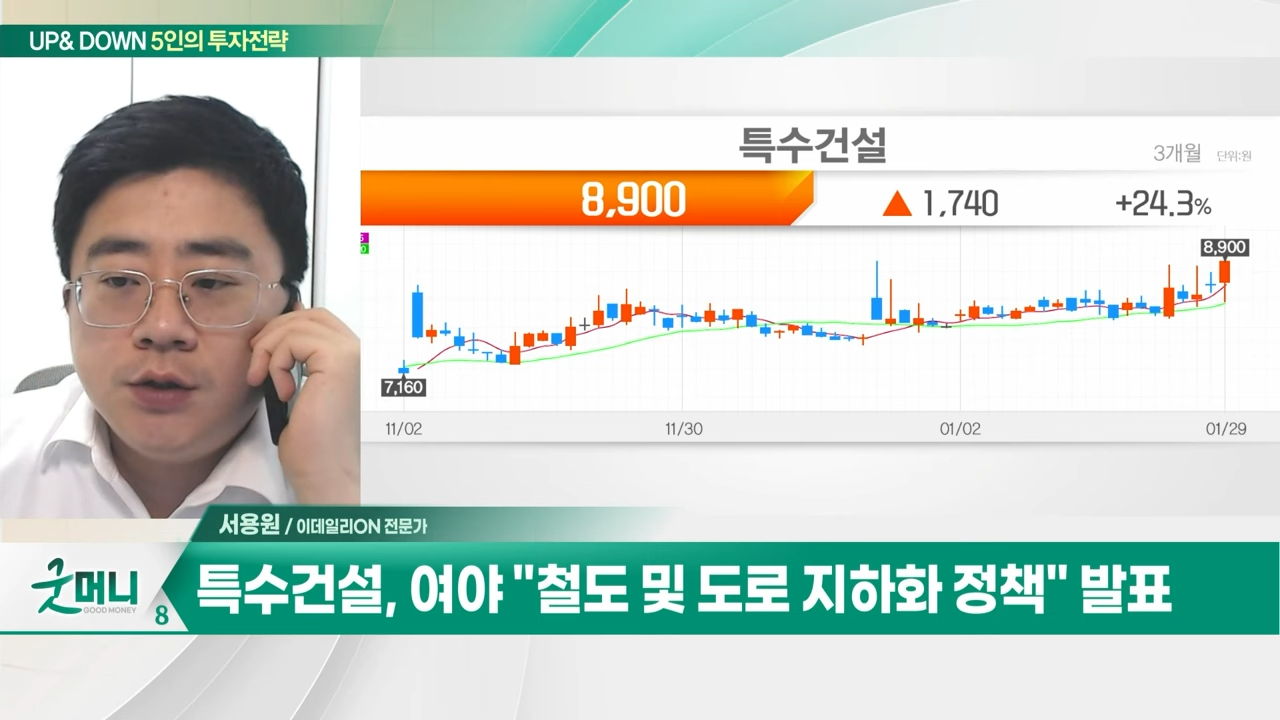 UP& DOWN 5인의 투자전략
특수건설
3개월 단위:원
8,900 ▲ 1,740 +24.3%
8,900
7,160
11/02 11/30 01/02 01/29
서용원 / 이데일리ON 전문가
굿머니
GOOD MONEY
8
특수건설, 여야 "철도 및 도로 지하화 정책" 발표